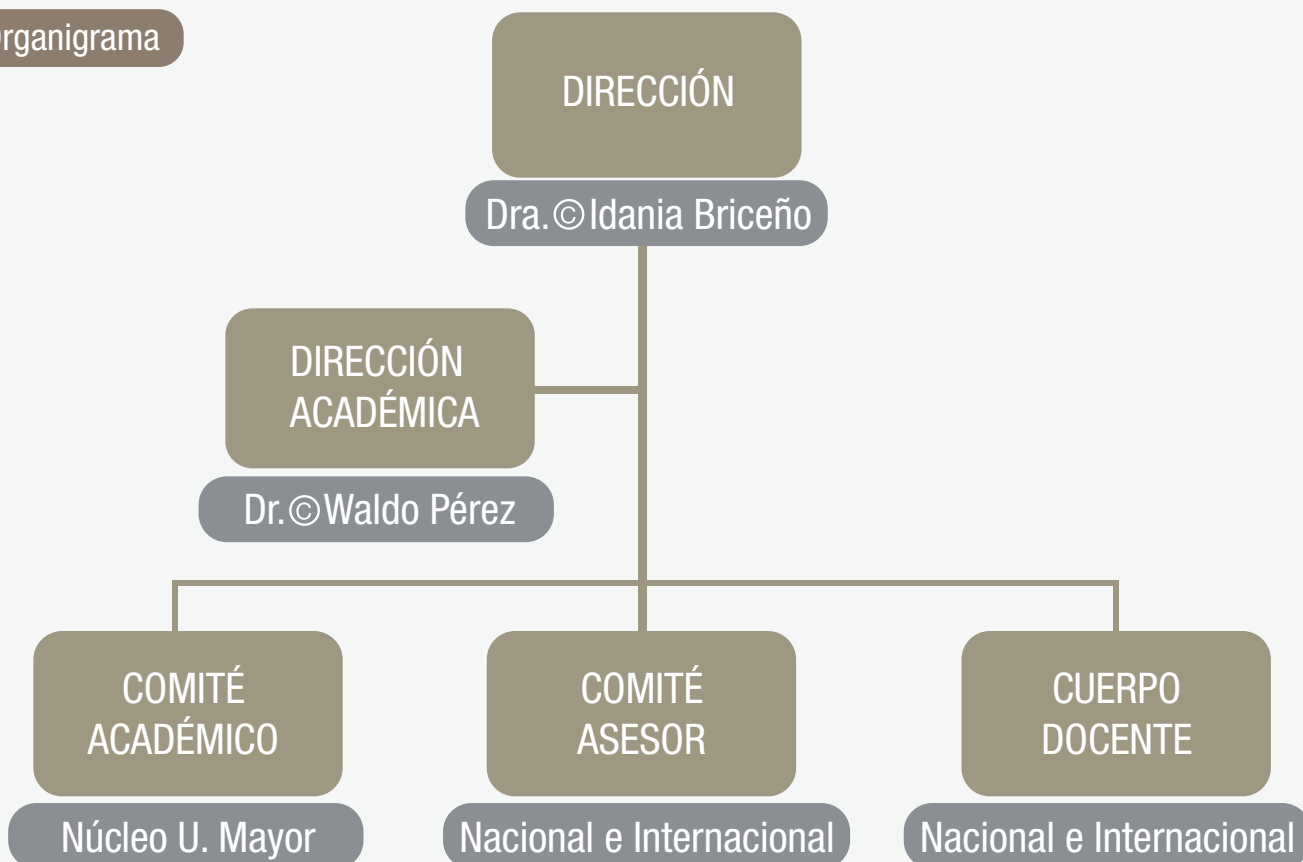 Organigrama
DIRECCIÓN
Dra.©Idania Briceño
DIRECCIÓN
ACADÉMICA
Dr.©Waldo Pérez
COMITÉ
ACADÉMICO
Núcleo U. Mayor
COMITÉ
ASESOR
Nacional e Internacional
CUERPO
DOCENTE
Nacional e Internacional